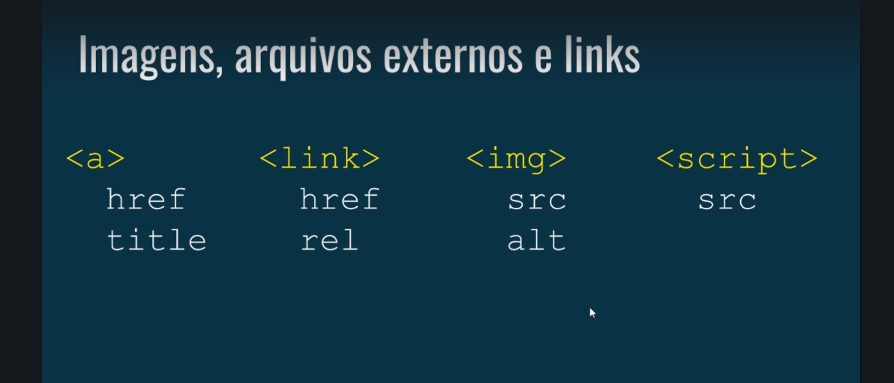 Imagens, arquivos externos e links
<a> <link> <img> <script>
href href src src
title rel alt